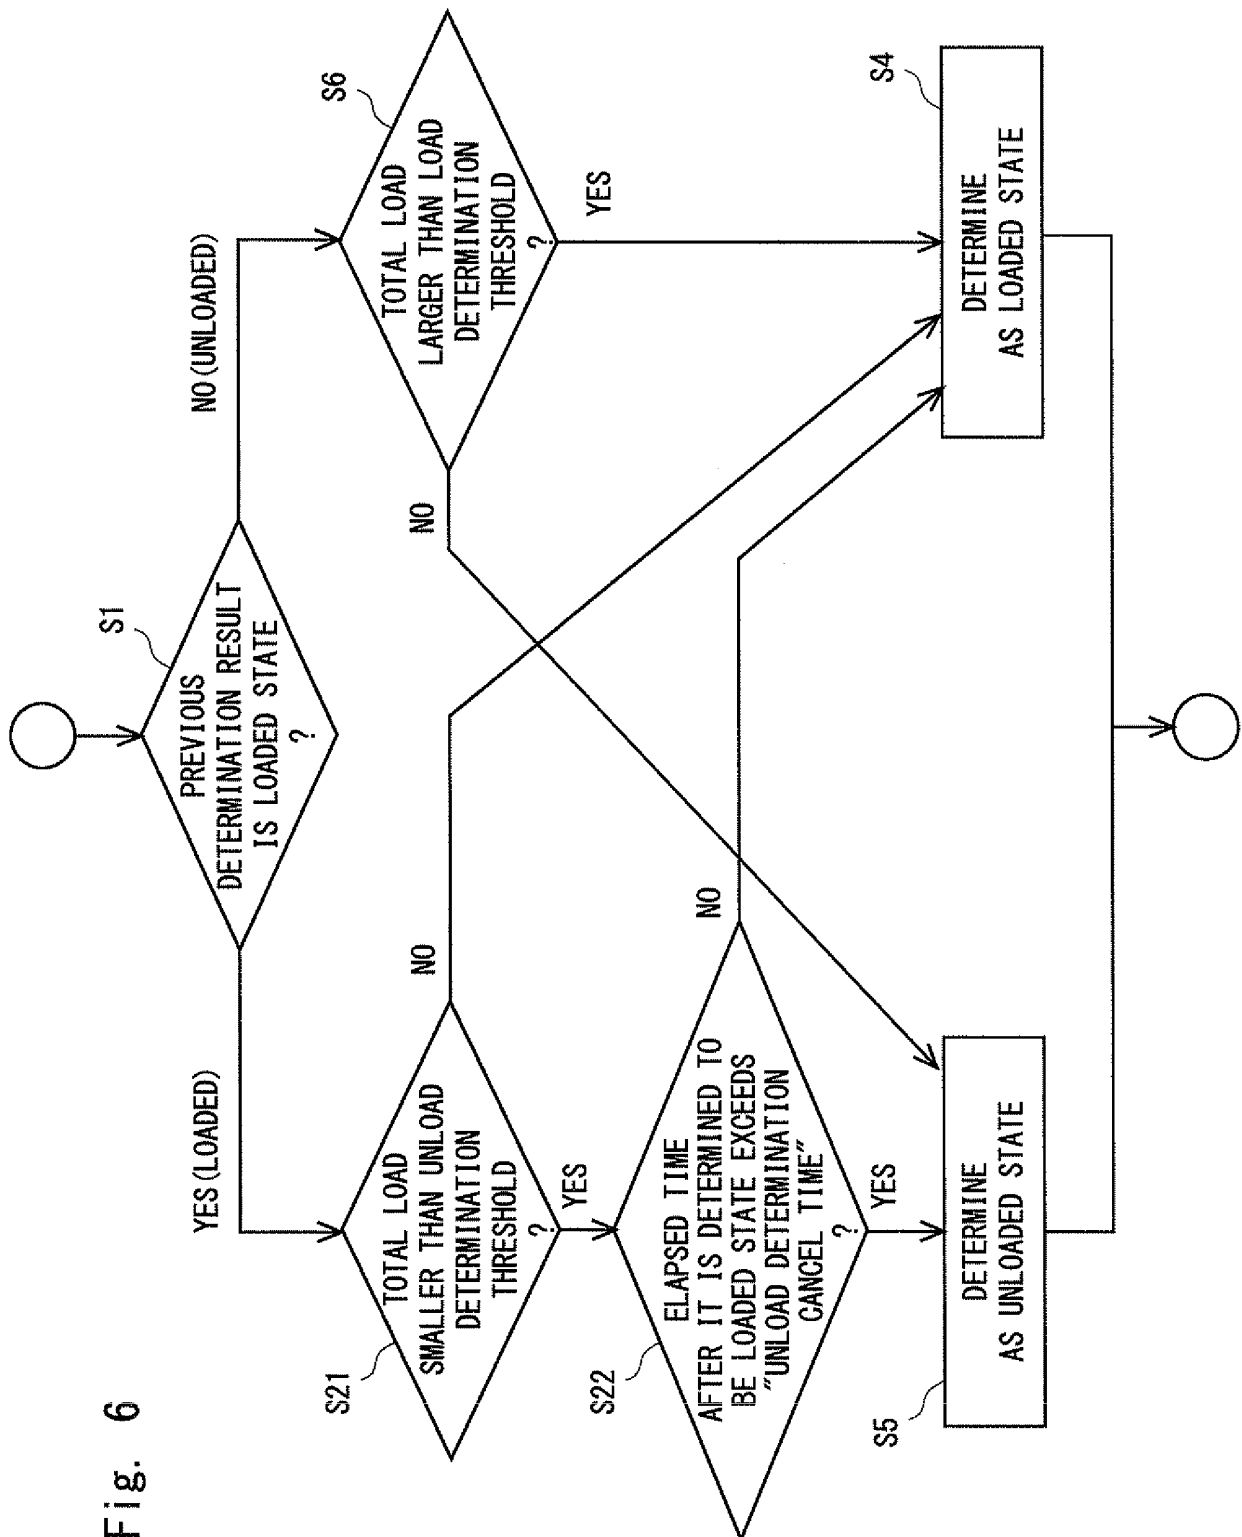 Fig. 6
S1
PREVIOUS
DETERMINATION RESULT
IS LOADED STATE
?
YES(LOADED)
NO(UNLOADED)
S21
TOTAL LOAD
SMALLER THAN UNLOAD
DETERMINATION
THRESHOLD
?
NO
YES
S6
TOTAL LOAD
LARGER THAN LOAD
DETERMINATION
THRESHOLD
?
NO
YES
S22
ELAPSED TIME
AFTER IT IS DETERMINED TO
BE LOADED STATE EXCEEDS
"UNLOAD DETERMINATION
CANCEL TIME"
?
NO
YES
S5
DETERMINE
AS UNLOADED STATE
S4
DETERMINE
AS LOADED STATE